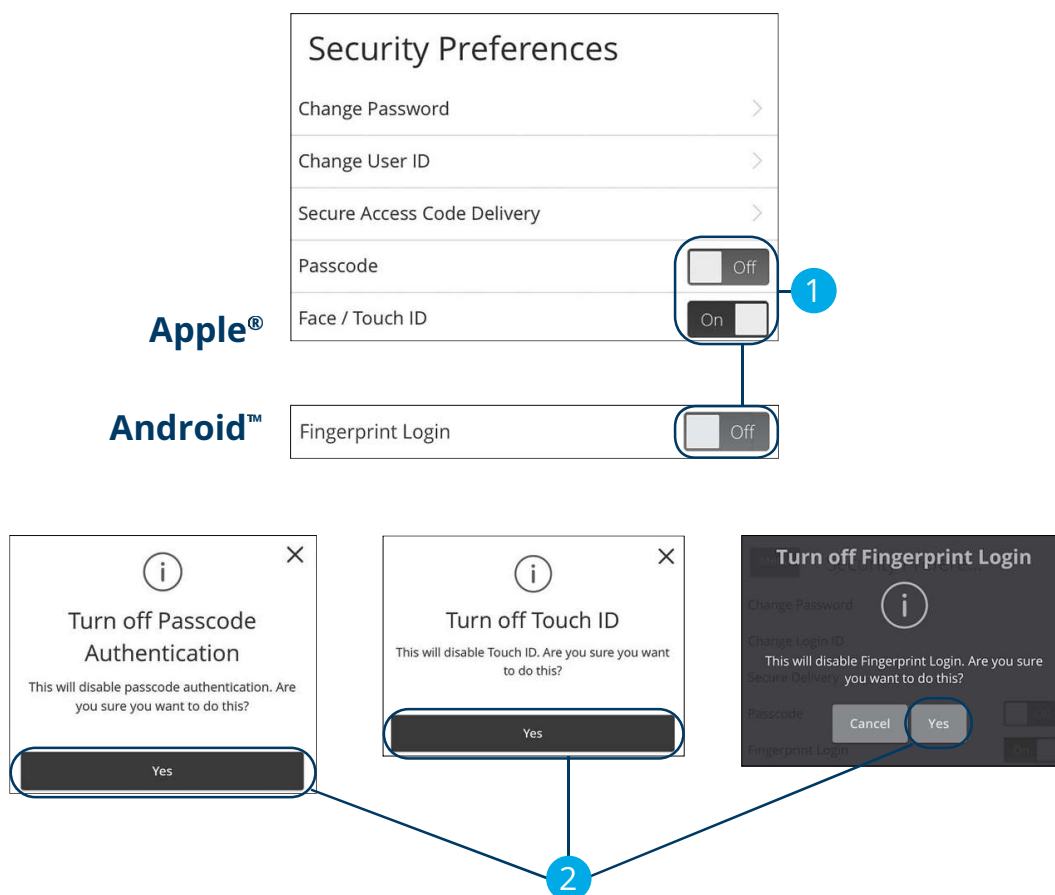 Security Preferences
Change Password
Change User ID
Secure Access Code Delivery
Passcode
Off
1
Apple®
Face / Touch ID
On
Android™
Fingerprint Login
Off
Turn off Passcode
Authentication
This will disable passcode authentication. Are
you sure you want to do this?
Yes
Turn off Touch ID
This will disable Touch ID. Are you sure you want
to do this?
Yes
Turn off Fingerprint Login
Change Password
Change Login ID
This will disable Fingerprint Login. Are you sure
Secure Delivery
you want to do this?
Passcode
Cancel
Yes
Fingerprint Login
On
2